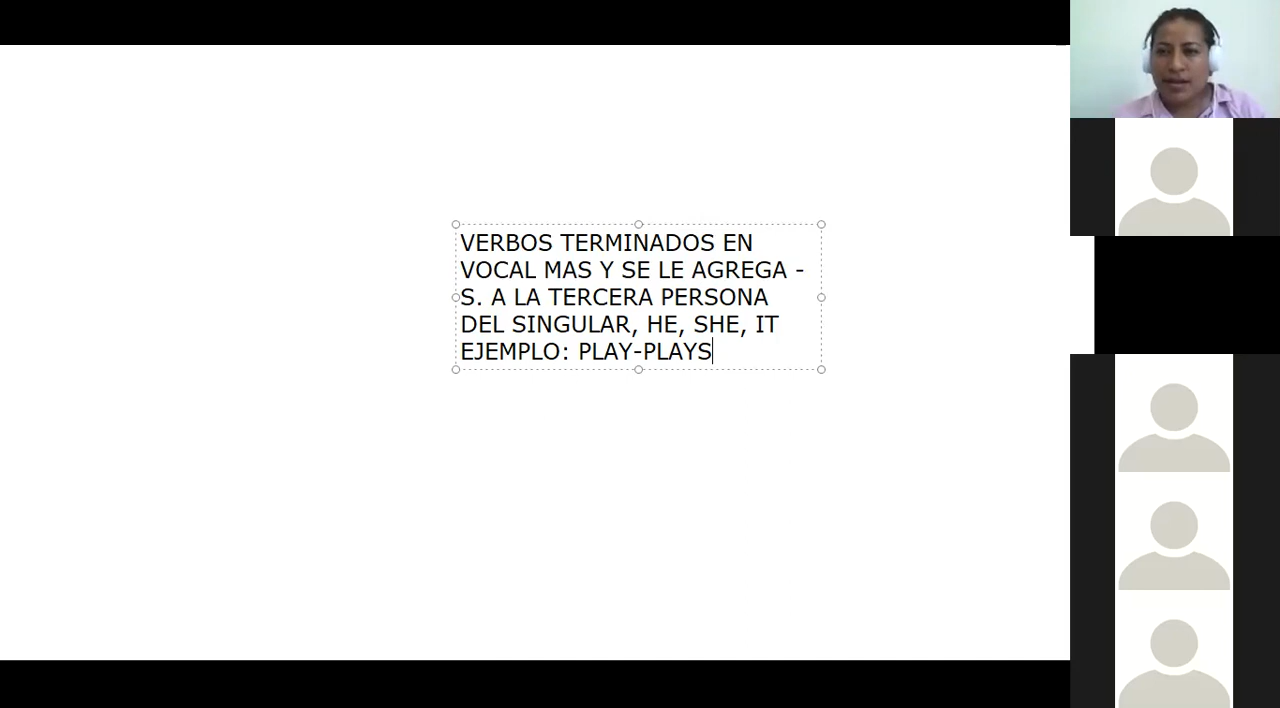 VERBOS TERMINADOS EN
VOCAL MAS Y SE LE AGREGA -
S. A LA TERCERA PERSONA
DEL SINGULAR, HE, SHE, IT
EJEMPLO: PLAY-PLAYS